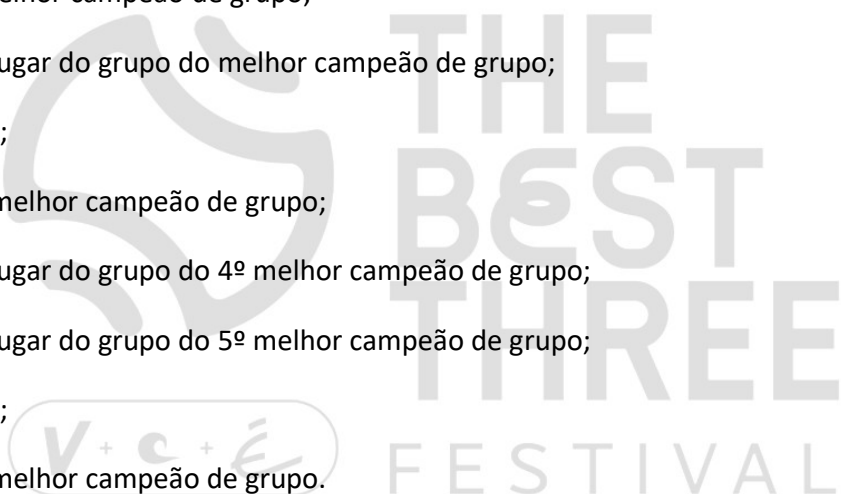 elhor campeão de grupo;
ugar do grupo do melhor campeão de grupo;
;
melhor campeão de grupo;
ugar do grupo do 4º melhor campeão de grupo;
ugar do grupo do 5º melhor campeão de grupo;
;
melhor campeão de grupo.
THE
BEST
THREE
FESTIVAL
V + C + É